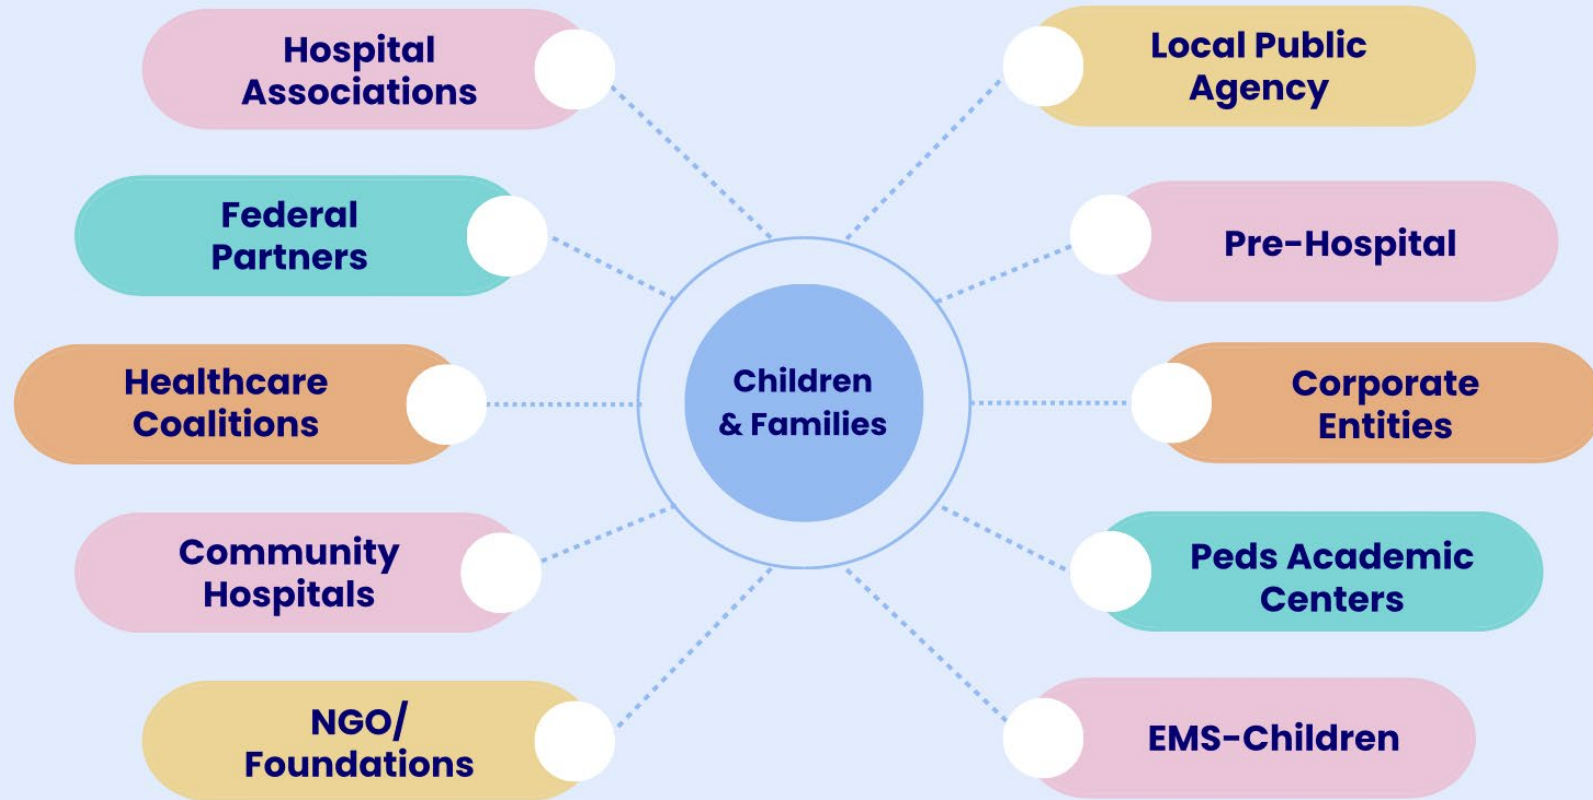 Hospital
Associations
Local Public
Agency
Federal
Partners
Pre-Hospital
Healthcare
Coalitions
Children
& Families
Corporate
Entities
Community
Hospitals
Peds Academic
Centers
NGO/
Foundations
EMS-Children